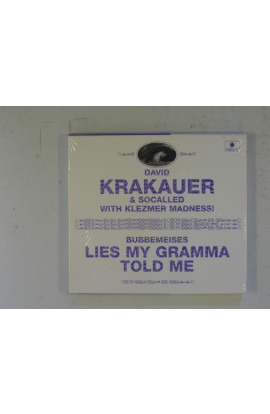 DAVID
KRAKAUER
& SOCALLED
WITH KLEZMER MADNESS!
BUBBEMEISES
LIES MY GRAMMA
TOLD ME